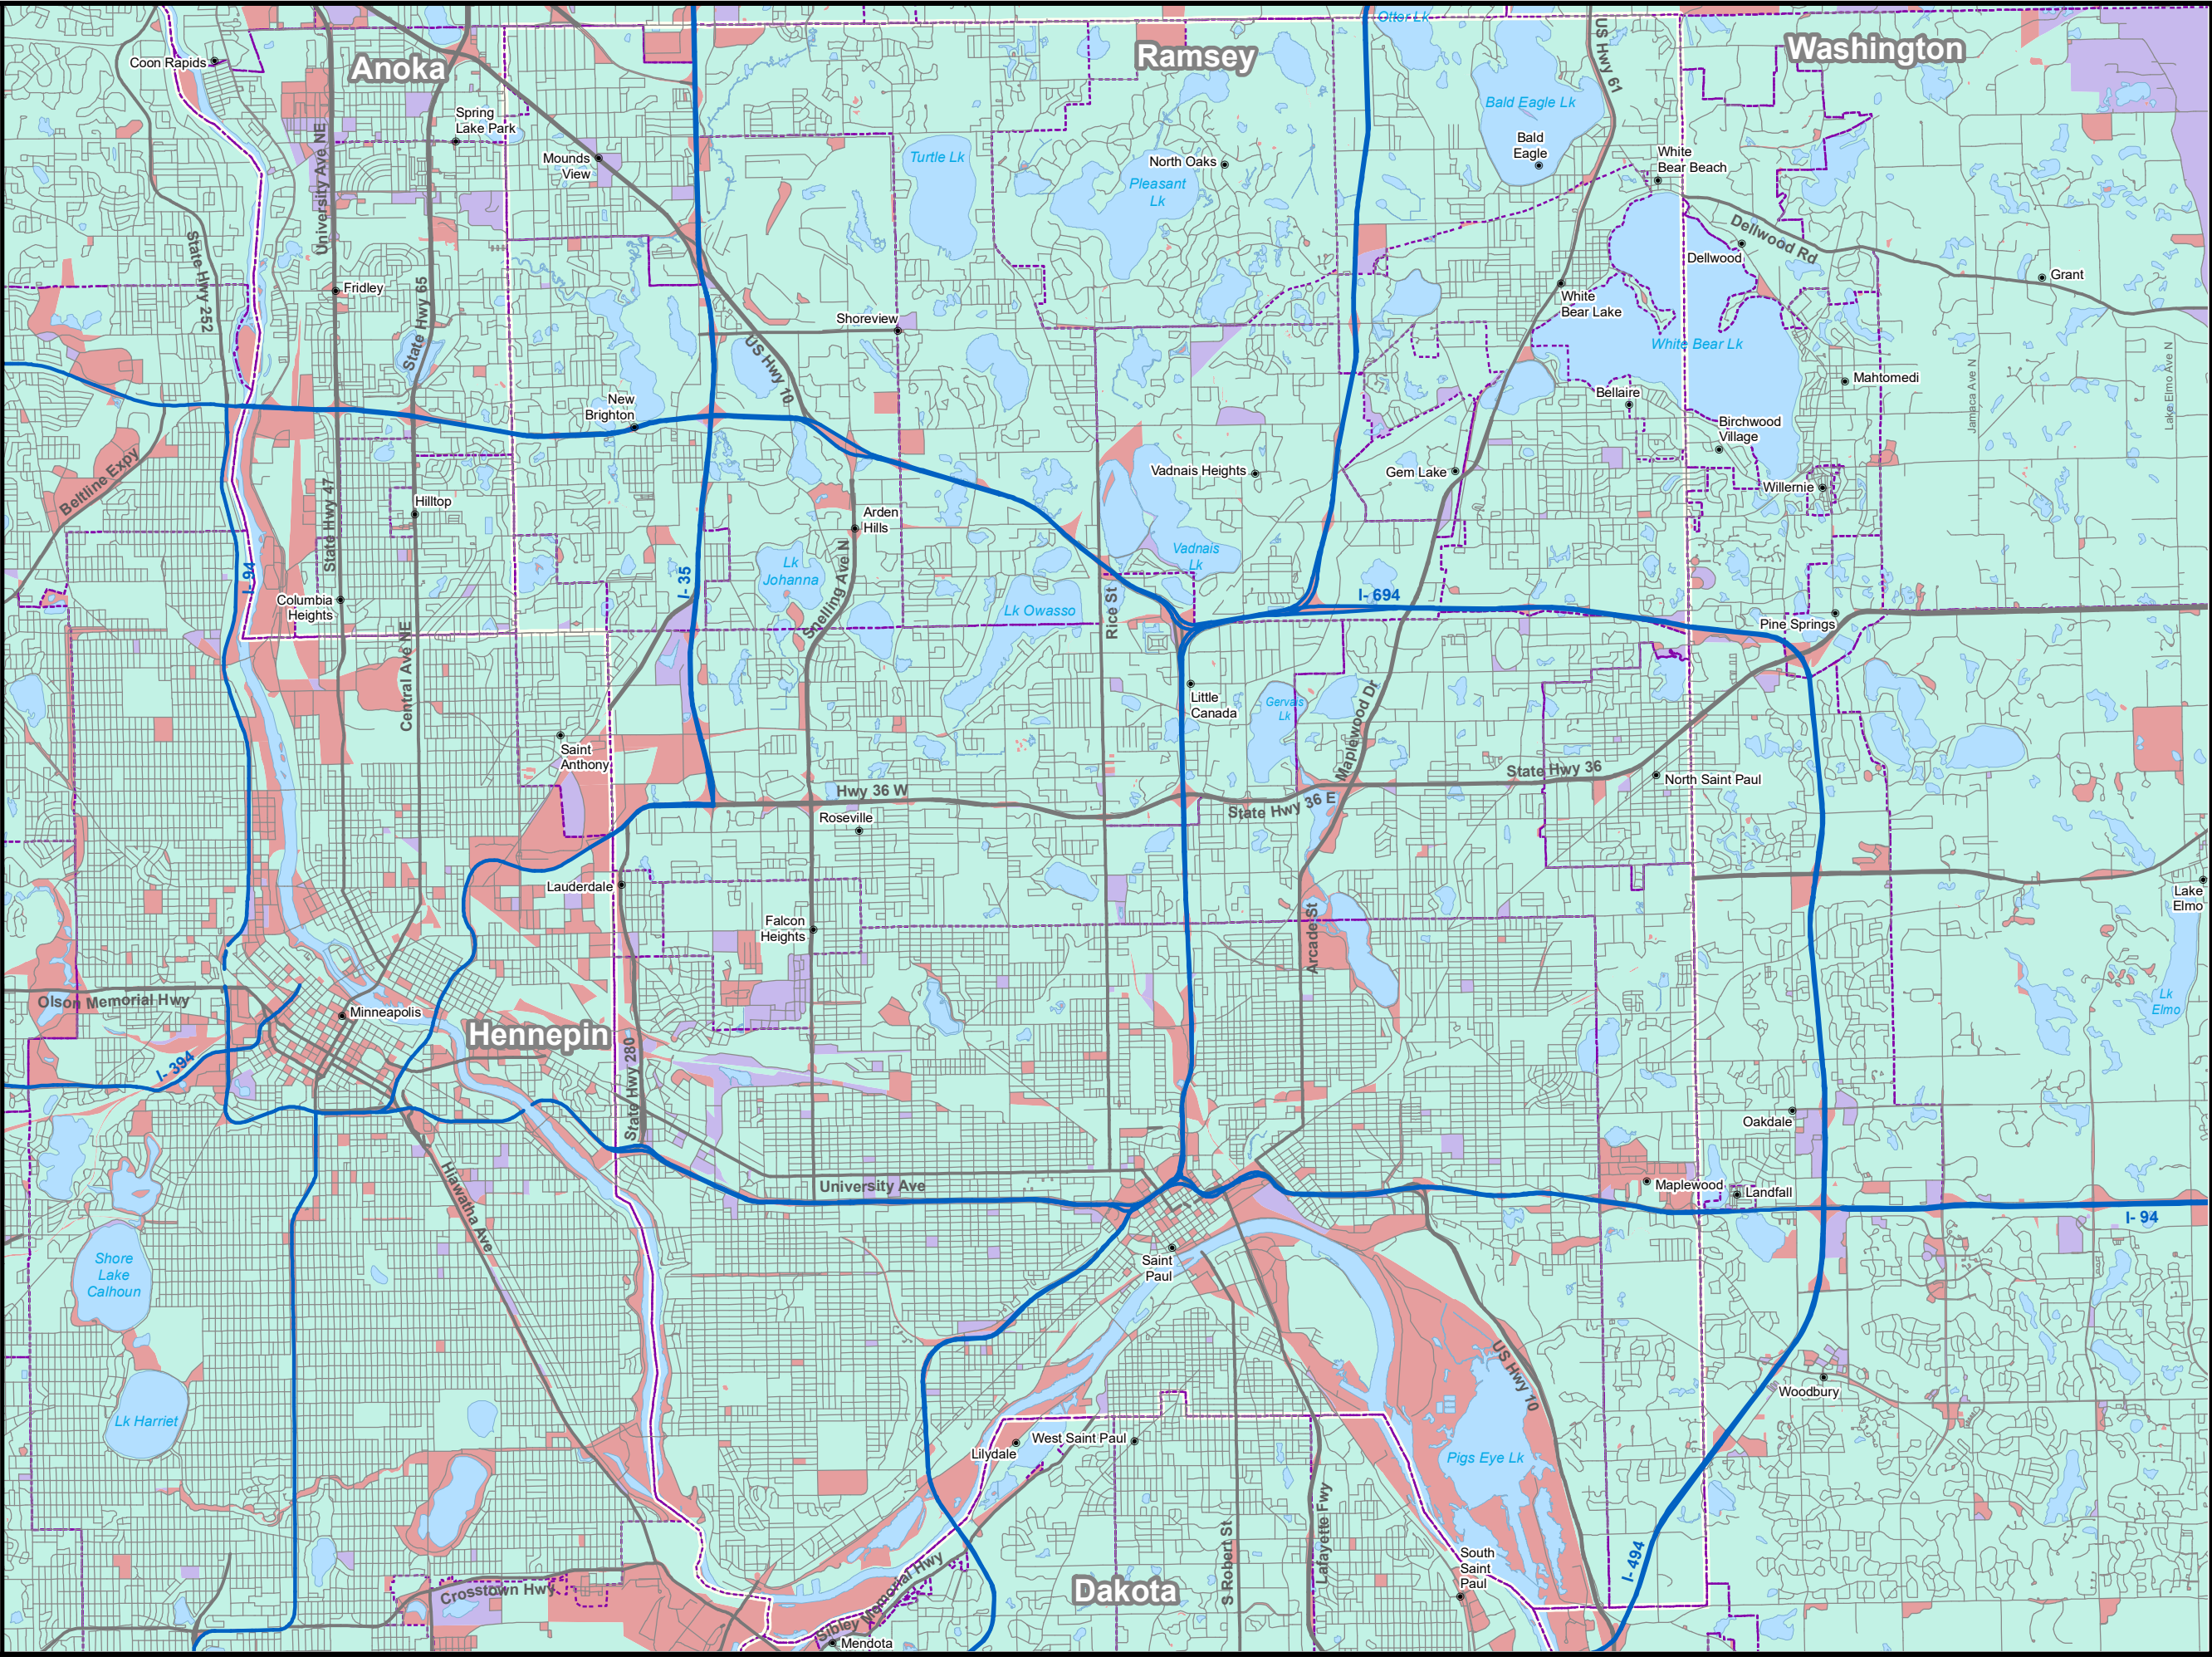 Otter Lk
US Hwy 61
Coon Rapids
Anoka
Ramsey
Washington
Bald Eagle Lk
Spring
Lake Park
University Ave NE
Mounds
View
Turtle Lk
North Oaks
Pleasant
Lk
Bald
Eagle
White
Bear Beach
State Hwy 252
Dellwood Rd
Dellwood
Grant
Fridley
State Hwy 65
Shoreview
US Hwy 10
White
Bear Lake
White Bear Lk
Mahtomedi
Jamaca Ave N
Lake Elmo Ave N
New
Brighton
Bellaire
Birchwood
Village
Beltline Expy
Vadnais Heights
Gem Lake
Willernie
State Hwy 47
Hilltop
Arden
Hills
Vadnais
Lk
I- 94
I- 35
Lk
Johanna
Snelling Ave N
Lk Owasso
Rice St
I- 694
Columbia
Heights
Pine Springs
Central Ave NE
Little
Canada
Gervais
Lk
Maplewood Dr
Saint
Anthony
State Hwy 36
North Saint Paul
Hwy 36 W
State Hwy 36 E
Roseville
Lauderdale
Falcon
Heights
Arcade St
Lake
Elmo
Lk
Elmo
Olson Memorial Hwy
Minneapolis
Hennepin
I- 394
State Hwy 280
Oakdale
Hiawatha Ave
University Ave
Maplewood
Landfall
I- 94
Shore
Lake
Calhoun
Saint
Paul
US Hwy 10
Woodbury
Lk Harriet
Lilydale
West Saint Paul
Pigs Eye Lk
S Robert St
Lafayette Fwy
South
Saint
Paul
I- 494
Crosstown Hwy
Sibley Memorial Hwy
Dakota
Mendota